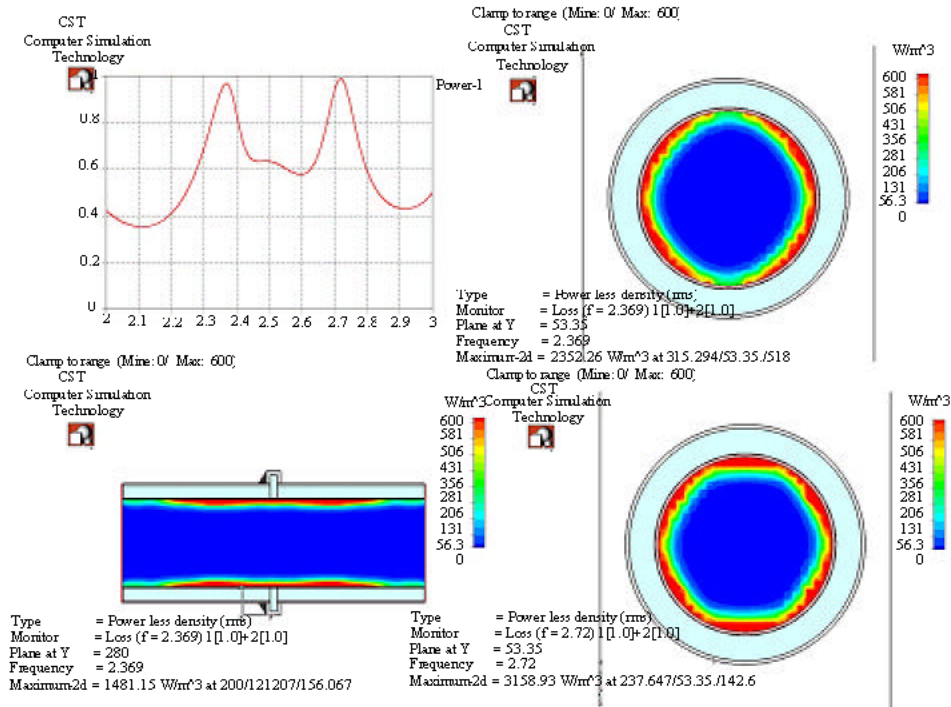 CST
Computer Simulation
Technology
1
0.8
0.6
0.4
0.2
0
2 2.1 2.2 2.3 2.4 2.5 2.6 2.7 2.8 2.9 3
Power-1
Clamp to range (Mine: 0/ Max: 600)
CST
Computer Simulation
Technology
W/m^3
600
581
506
431
356
281
206
131
56.3
0
Type = Power less density (rms)
Monitor = Loss (f = 2.369) 1[1.0]+2[1.0]
Plane at Y = 53.35
Frequency = 2.369
Maximum-2d = 2352.26 W/m^3 at 315.294/53.35./518
Clamp to range (Mine: 0/ Max: 600)
CST
Computer Simulation
Technology
W/m^3
600
581
506
431
356
281
206
131
56.3
0
Type = Power less density (rms)
Monitor = Loss (f = 2.369) 1[1.0]+2[1.0]
Plane at Y = 280
Frequency = 2.369
Maximum-2d = 1481.15 W/m^3 at 200/121207/156.067
Clamp to range (Mine: 0/ Max: 600)
CST
Computer Simulation
Technology
W/m^3
600
581
506
431
356
281
206
131
56.3
0
Type = Power less density (rms)
Monitor = Loss (f = 2.72) 1[1.0]+2[1.0]
Plane at Y = 53.35
Frequency = 2.72
Maximum-2d = 3158.93 W/m^3 at 237.647/53.35./142.6